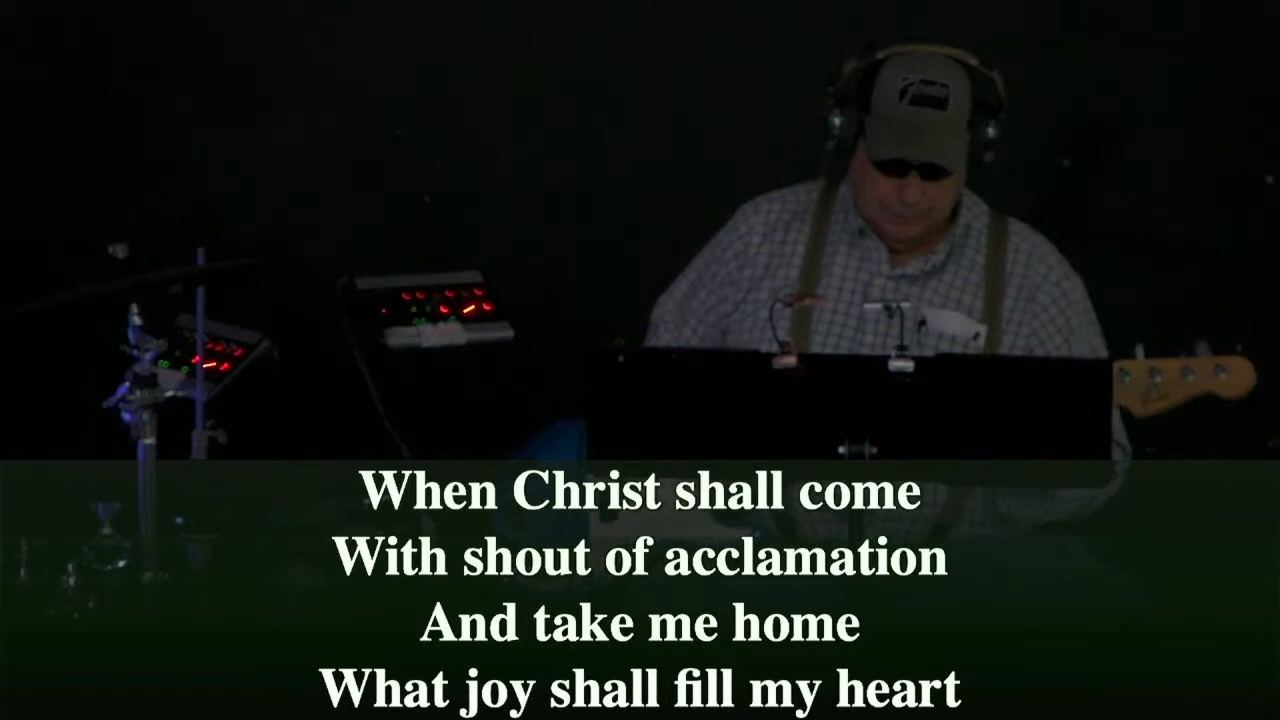 When Christ shall come
With shout of acclamation
And take me home
What joy shall fill my heart